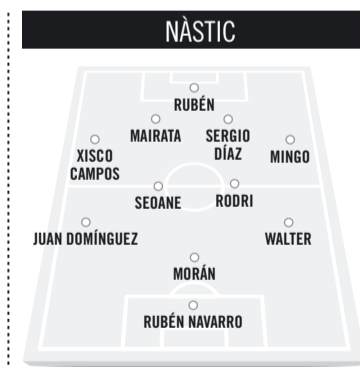 NÀSTIC
RUBÉN
MAIRATA
SERGIO
DÍAZ
XISCO
CAMPOS
MINGO
SEOANE
RODRI
JUAN DOMÍNGUEZ
WALTER
MORÁN
RUBÉN NAVARRO